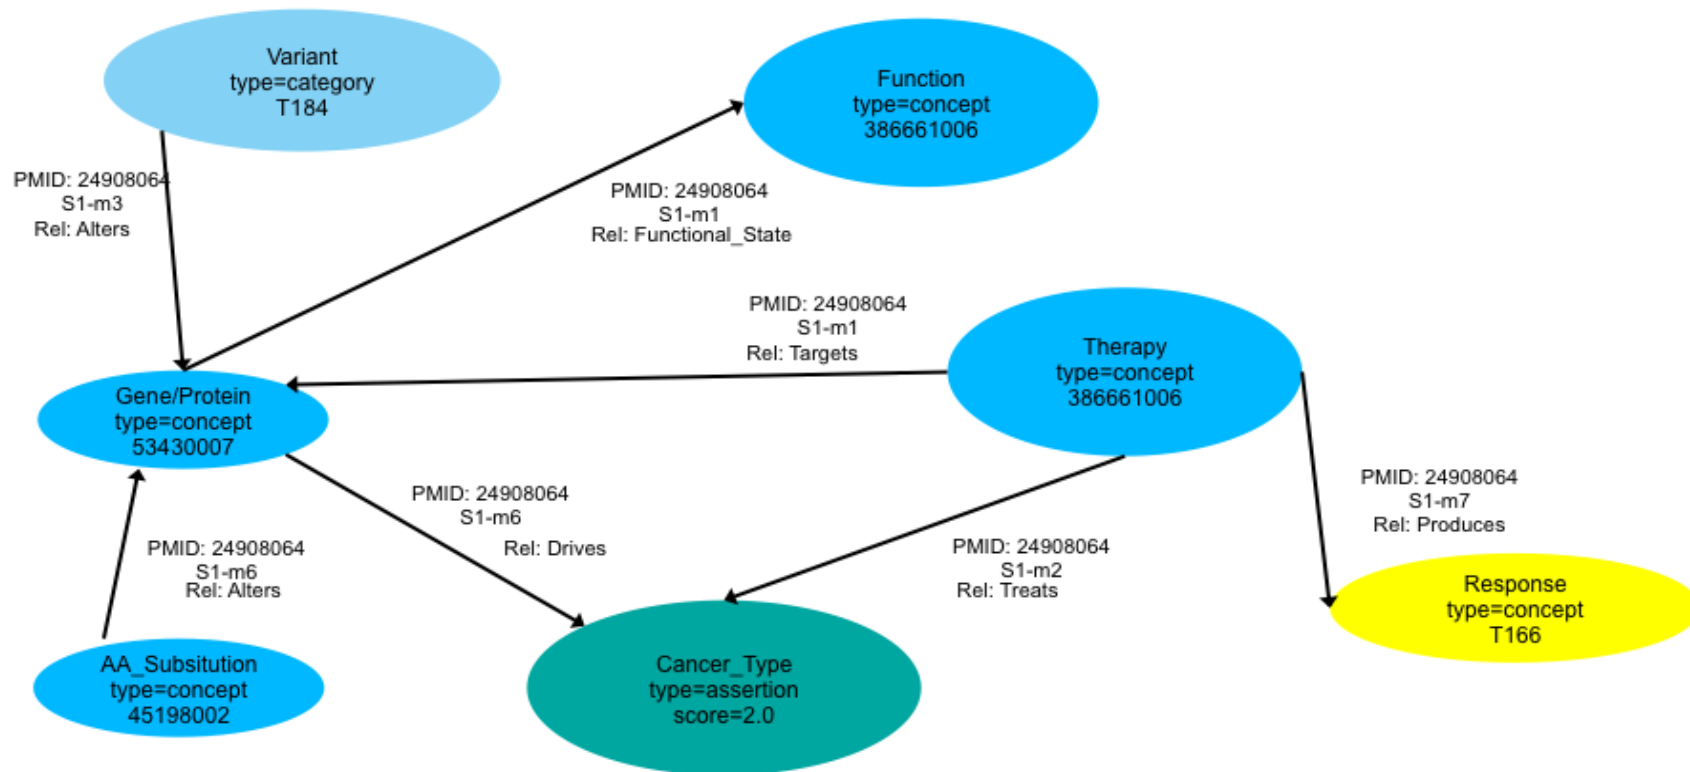 Variant
type=category
T184
Function
type=concept
386661006
PMID: 24908064
S1-m3
Rel: Alters
PMID: 24908064
S1-m1
Rel: Functional_State
PMID: 24908064
S1-m1
Rel: Targets
Therapy
type=concept
386661006
Gene/Protein
type=concept
53430007
PMID: 24908064
S1-m6
Rel: Drives
PMID: 24908064
S1-m7
Rel: Produces
PMID: 24908064
S1-m6
Rel: Alters
PMID: 24908064
S1-m2
Rel: Treats
Response
type=concept
T166
AA_Subsitution
type=concept
45198002
Cancer_Type
type=assertion
score=2.0